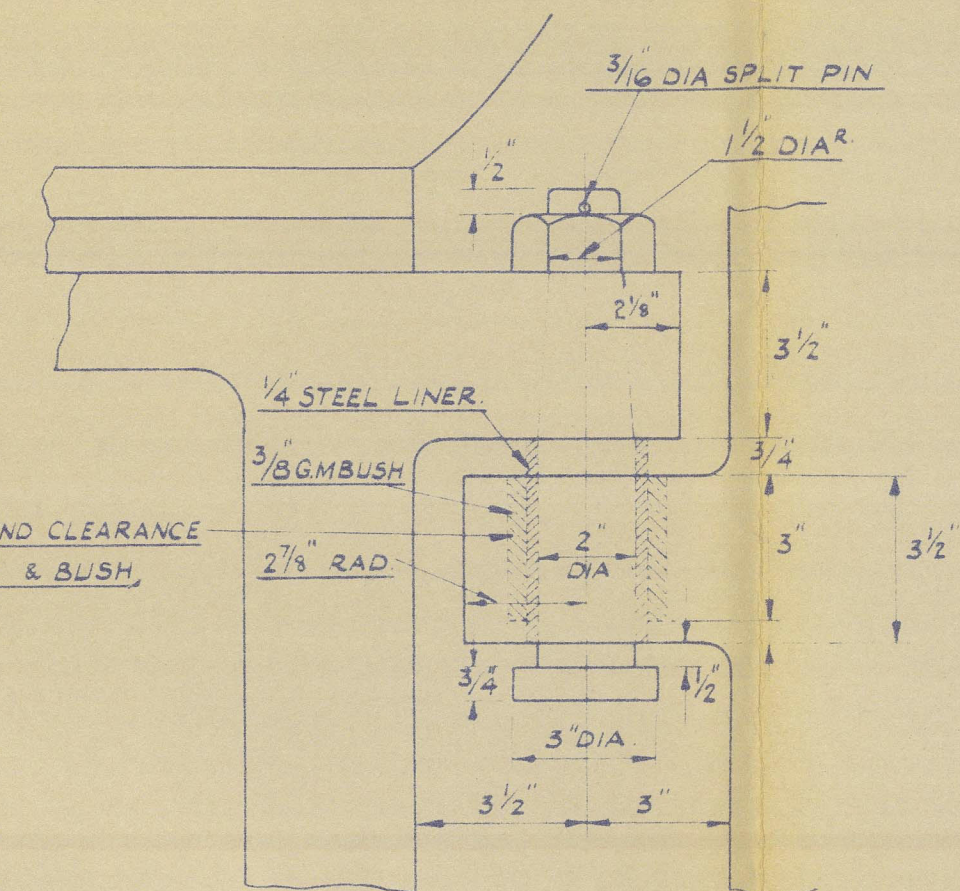 3/16" DIA SPLIT PIN
1 1/2" DIAR.
1/2"
2 1/8"
3 1/2"
1/4" STEEL LINER.
3/4"
3/8" G.M BUSH
ND CLEARANCE
& BUSH
2" DIA
3"
3 1/2"
2 7/8" RAD.
3/4"
1/2"
3" DIA.
3 1/2"
3"